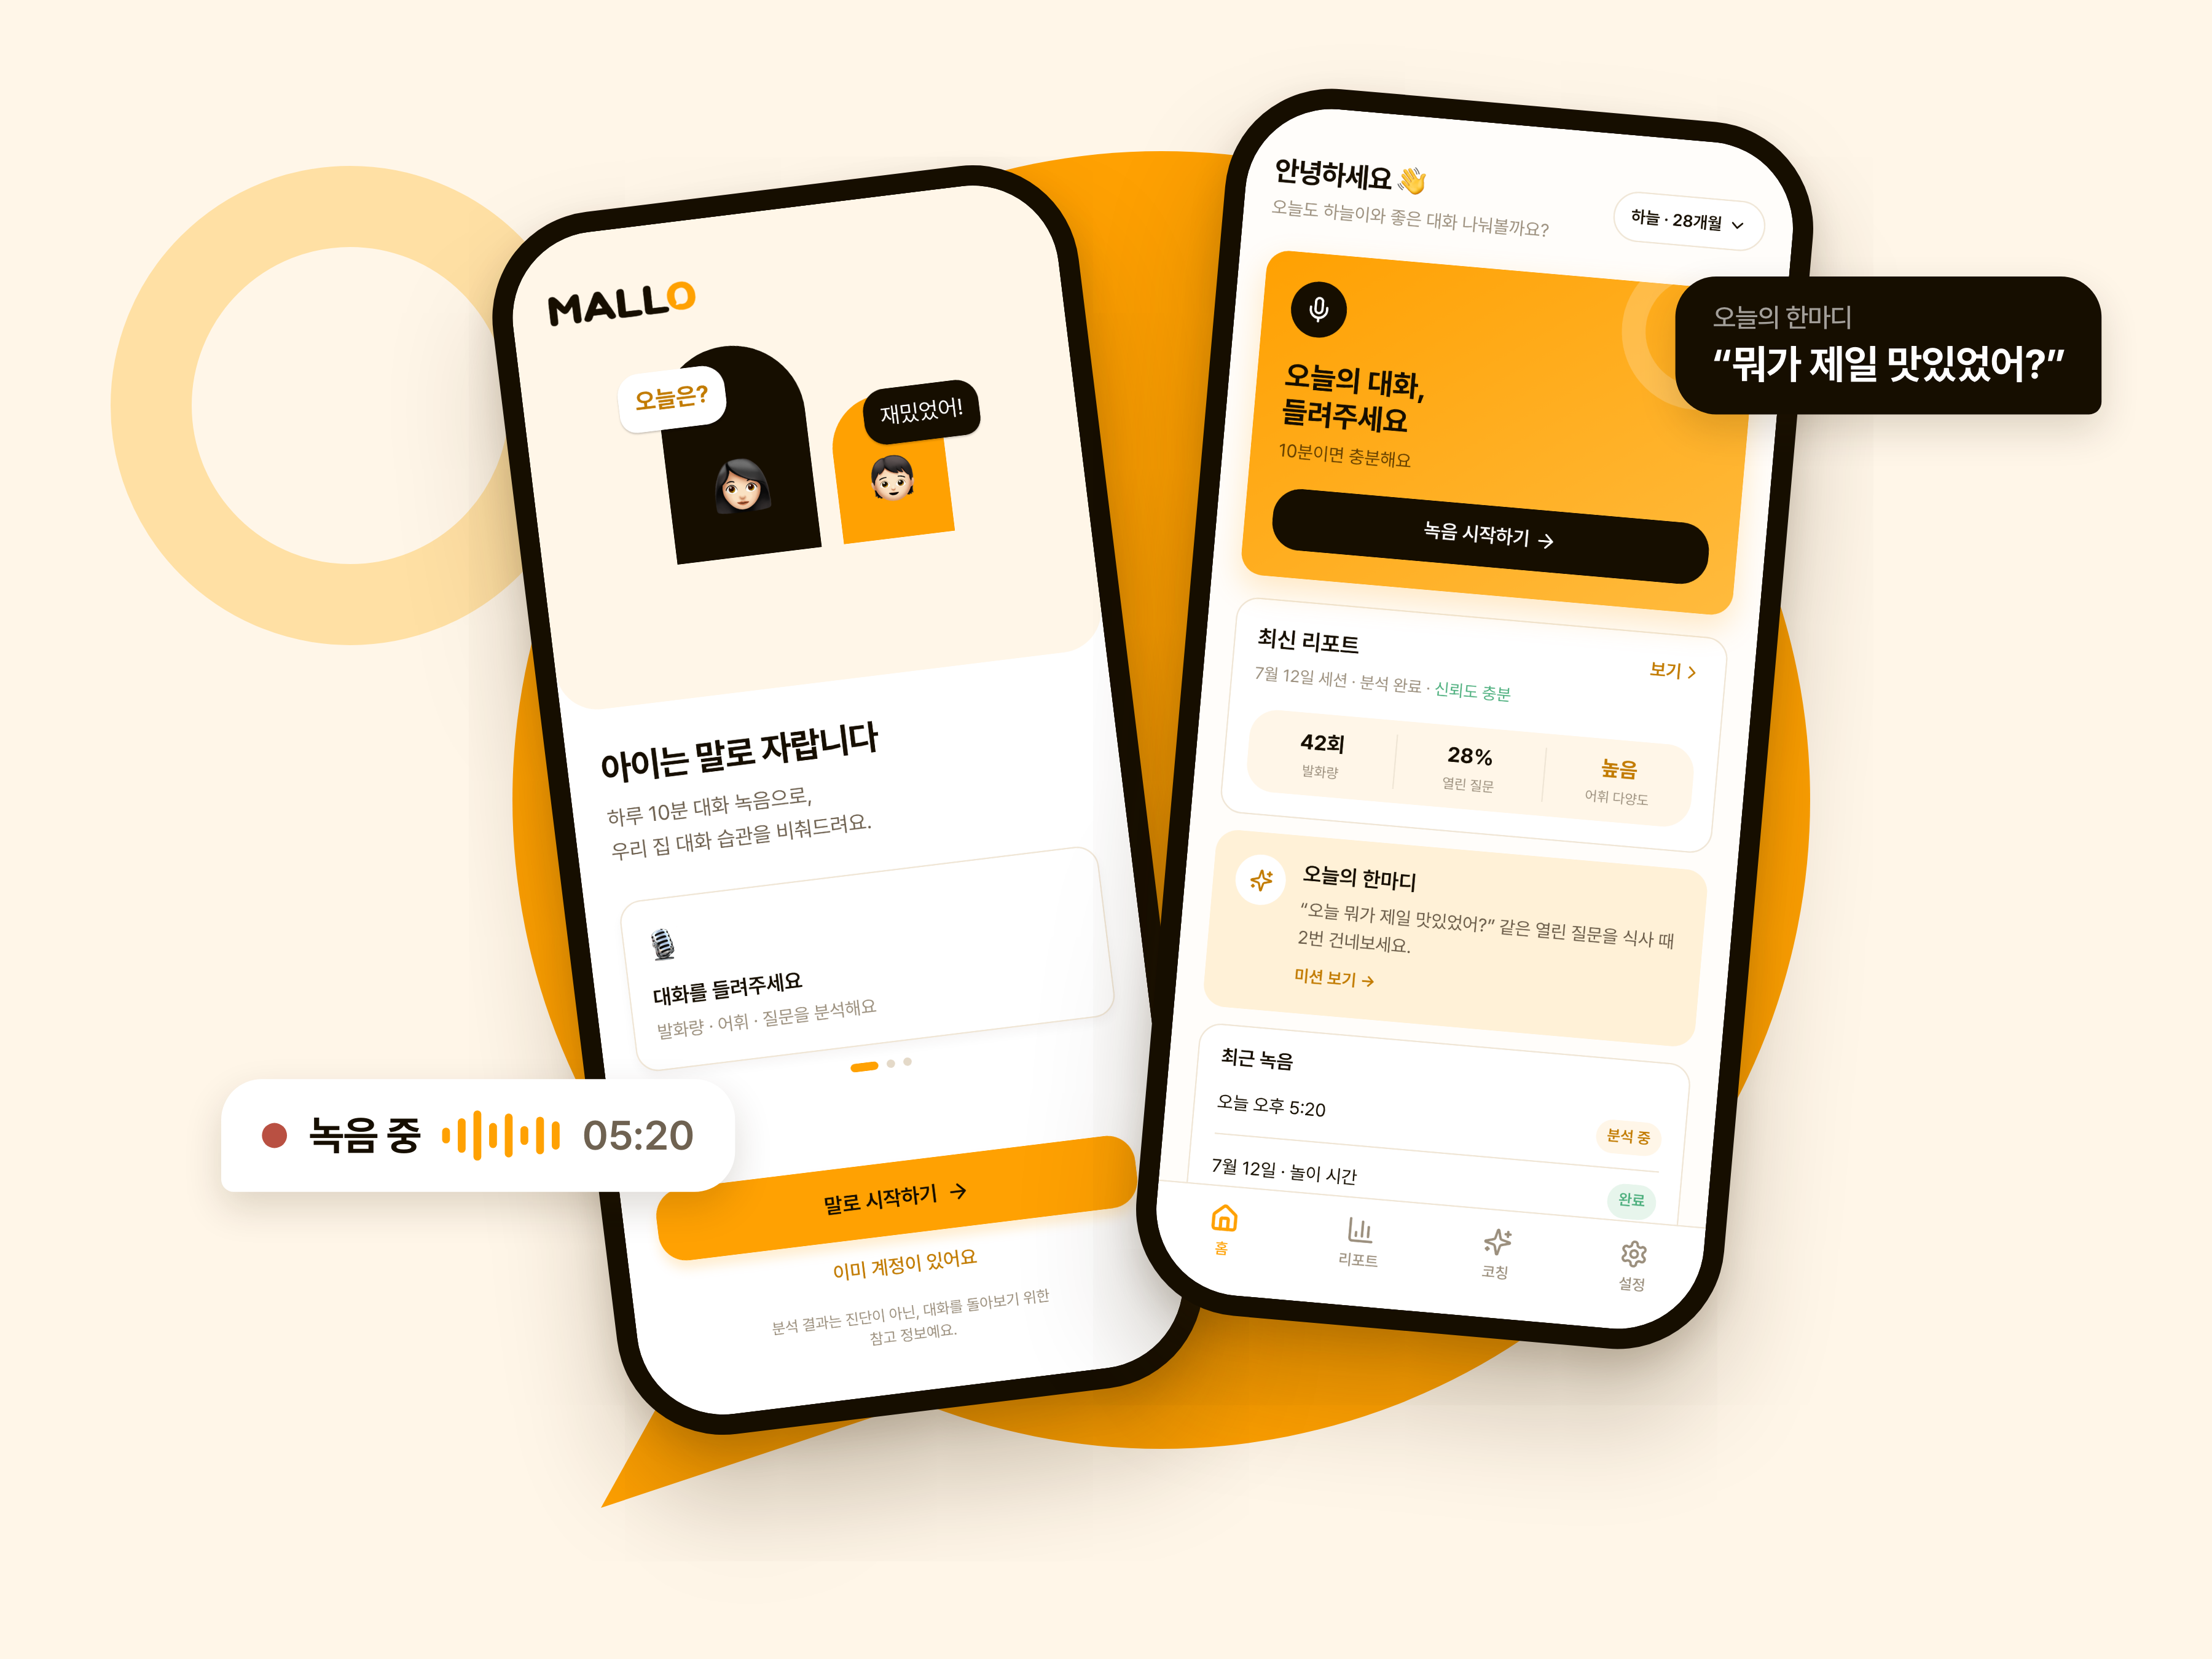 MALLO
오늘은?
재밌었어!
아이는 말로 자랍니다
하루 10분 대화 녹음으로,
우리 집 대화 습관을 비춰드려요.
대화를 들려주세요
발화량 · 어휘 · 질문을 분석해요
녹음 중 05:20
말로 시작하기 →
이미 계정이 있어요
분석 결과는 진단이 아닌, 대화를 돌아보기 위한
참고 정보예요.
안녕하세요 👋
오늘도 하늘이와 좋은 대화 나눠볼까요?
하늘 · 28개월
오늘의 한마디
“뭐가 제일 맛있었어?”
오늘의 대화,
들려주세요
10분이면 충분해요
녹음 시작하기 →
최신 리포트
보기 >
7월 12일 세션 · 분석 완료 · 신뢰도 충분
42회 28% 높음
발화량 열린 질문 어휘 다양도
오늘의 한마디
“오늘 뭐가 제일 맛있었어?” 같은 열린 질문을 식사 때
2번 건네보세요.
미션 보기 →
최근 녹음
오늘 오후 5:20 분석 중
7월 12일 · 놀이 시간 완료
홈 리포트 코칭 설정